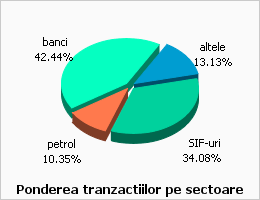 banci
42.44%
altele
13.13%
petrol
10.35%
SIF-uri
34.08%
Ponderea tranzactiilor pe sectoare